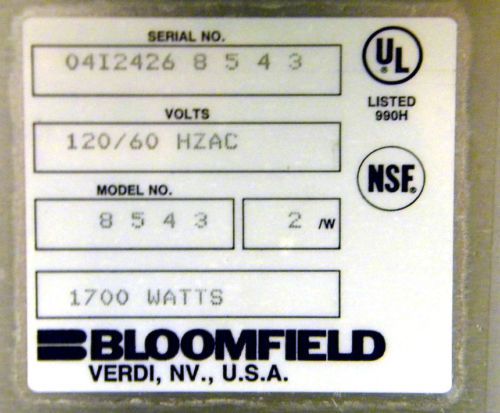 SERIAL NO.
04I2426 8 5 4 3
UL
LISTED
990H
VOLTS
120/60 HZAC
NSF®
MODEL NO.
8 5 4 3
2 /W
1700 WATTS
BLOOMFIELD
VERDI, NV., U.S.A.